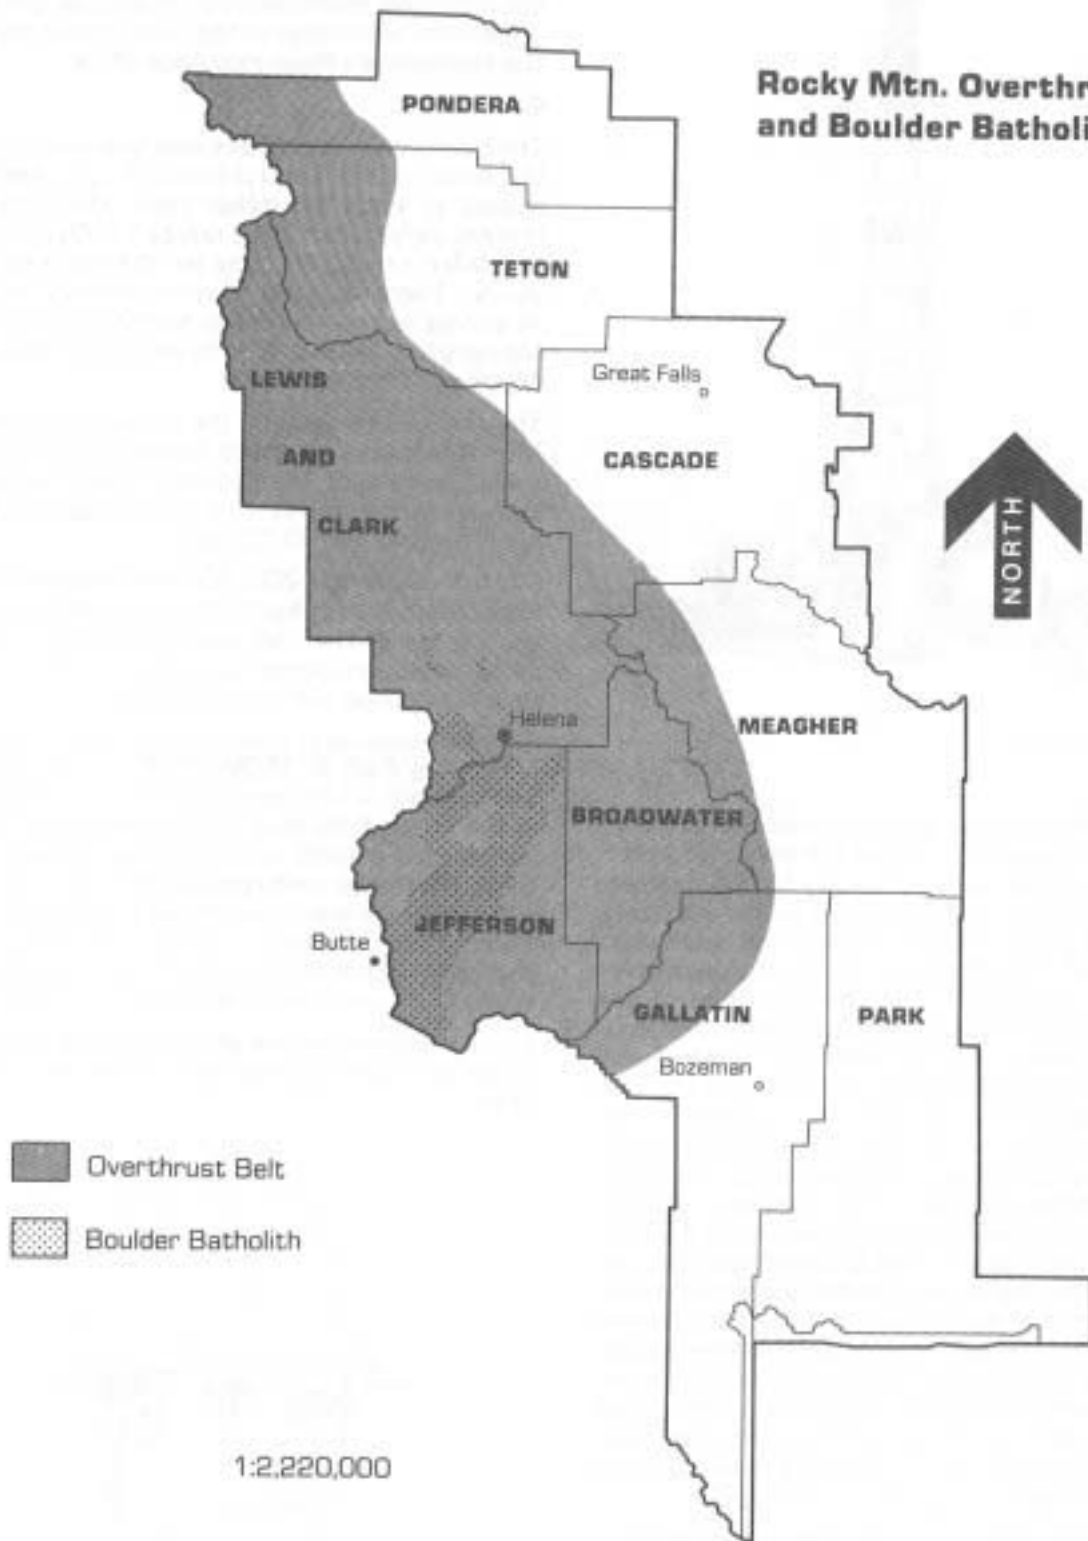 Rocky Mtn. Overthr
and Boulder Batholi
PONDERA
TETON
Great Falls
LEWIS
AND
CLARK
CASCADE
NORTH
Helena
MEAGHER
BROADWATER
JEFFERSON
Butte
GALLATIN
PARK
Bozeman
Overthrust Belt
Boulder Batholith
1:2,220,000